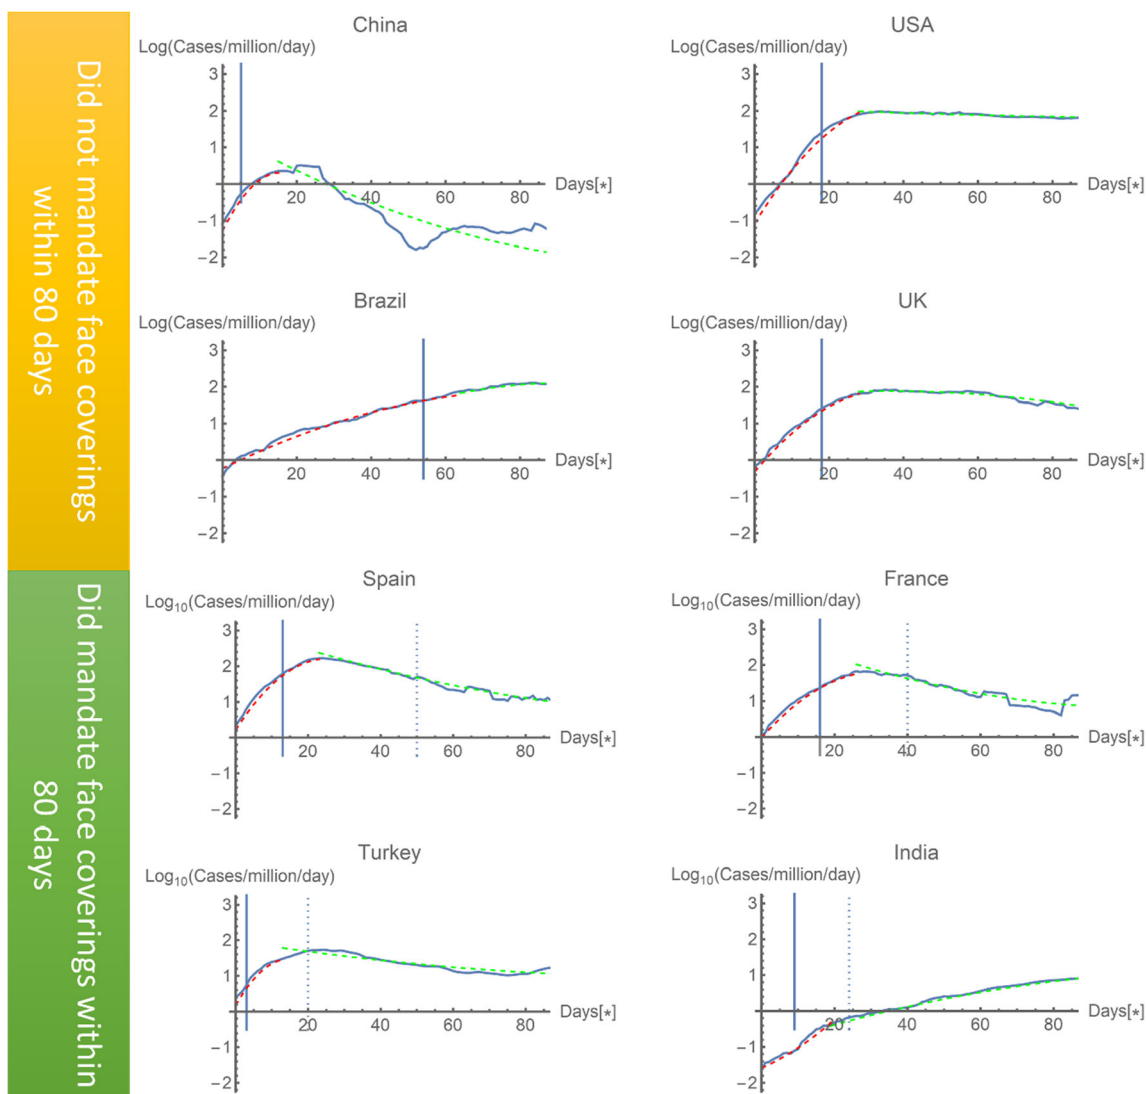 Did not mandate face coverings
within 80 days
China
Log(Cases/million/day)
3
2
1
-1
-2
20
40
60
80
Days[*]
USA
Log(Cases/million/day)
3
2
1
-1
-2
20
40
60
80
Days[*]
Brazil
Log(Cases/million/day)
3
2
1
-1
-2
20
40
60
80
Days[*]
UK
Log(Cases/million/day)
3
2
1
-1
-2
20
40
60
80
Days[*]
Did mandate face coverings within
80 days
Spain
Log₁₀(Cases/million/day)
3
2
1
-1
-2
20
40
60
80
Days[*]
France
Log₁₀(Cases/million/day)
3
2
1
-1
-2
20
40
60
80
Days[*]
Turkey
Log₁₀(Cases/million/day)
3
2
1
-1
-2
20
40
60
80
Days[*]
India
Log₁₀(Cases/million/day)
3
2
1
-1
-2
20
40
60
80
Days[*]